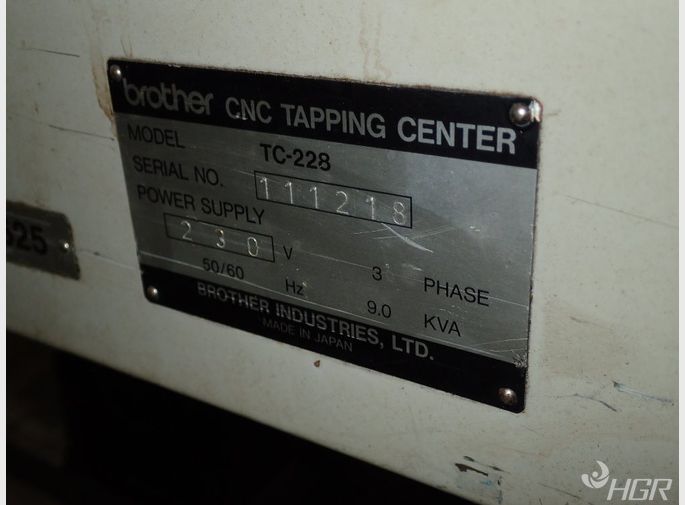 brother CNC TAPPING CENTER
MODEL TC-228
SERIAL NO. 111218
POWER SUPPLY
230 V 3 PHASE
50/60 Hz 9.0 KVA
BROTHER INDUSTRIES, LTD.
MADE IN JAPAN
525
HGR